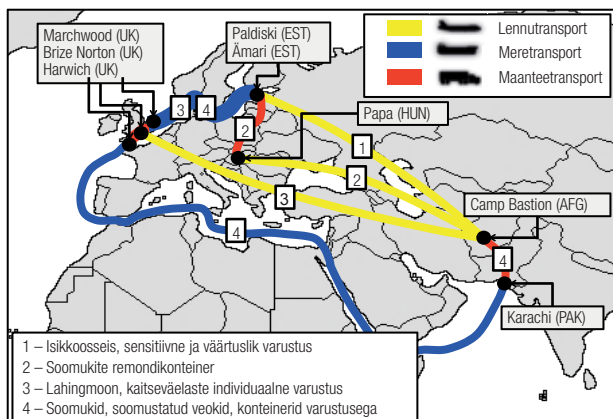 Marchwood (UK)
Brize Norton (UK)
Harwich (UK)
Paldiski (EST)
Ämari (EST)
Lennutransport
Meretransport
Maanteetransport
3
4
2
Papa (HUN)
1
2
3
Camp Bastion (AFG)
4
4
Karachi (PAK)
1 – Isikkoosseis, sensitiivne ja väärtuslik varustus
2 – Soomukite remondikonteiner
3 – Lahingmoon, kaitseväelaste individuaalne varustus
4 – Soomukid, soomustatud veokid, konteinerid varustusega